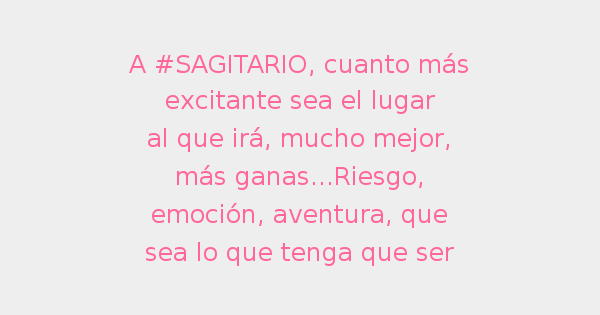 A #SAGITARIO, cuanto más
excitante sea el lugar
al que irá, mucho mejor,
más ganas...Riesgo,
emoción, aventura, que
sea lo que tenga que ser